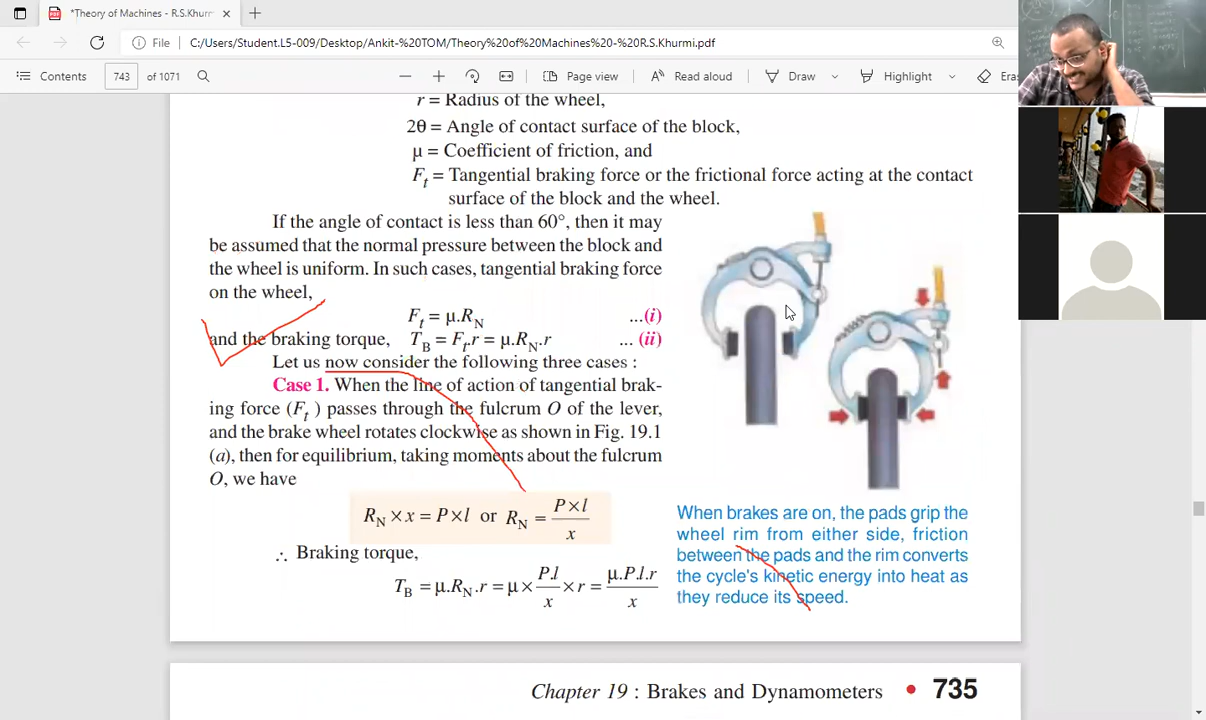 *Theory of Machines - R.S.Khurm
File C:/Users/Student.L5-009/Desktop/Ankit-%20TOM/Theory%20of%20Machines%20-%20R.S.Khurmi.pdf
Contents 743 of 1071 Page view Read aloud Draw Highlight Eras
r = Radius of the wheel,
2θ = Angle of contact surface of the block,
μ = Coefficient of friction, and
Ft = Tangential braking force or the frictional force acting at the contact
surface of the block and the wheel.
If the angle of contact is less than 60°, then it may
be assumed that the normal pressure between the block and
the wheel is uniform. In such cases, tangential braking force
on the wheel,
Ft = μ.RN ...(i)
and the braking torque, TB = Ft.r = μ.RN.r ... (ii)
Let us now consider the following three cases :
Case 1. When the line of action of tangential brak-
ing force (Ft ) passes through the fulcrum O of the lever,
and the brake wheel rotates clockwise as shown in Fig. 19.1
(a), then for equilibrium, taking moments about the fulcrum
O, we have
RN × x = P × l or RN = P × l / x
∴ Braking torque,
TB = μ.RN.r = μ × P.l / x × r = μ.P.l.r / x
When brakes are on, the pads grip the
wheel rim from either side, friction
between the pads and the rim converts
the cycle's kinetic energy into heat as
they reduce its speed.
Chapter 19 : Brakes and Dynamometers • 735